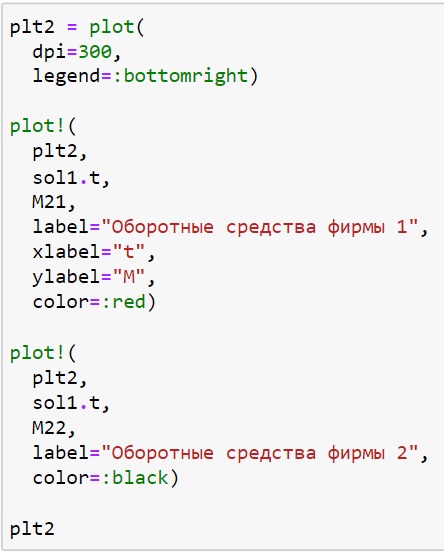 plt2 = plot(
  dpi=300,
  legend=:bottomright)

plot!(
  plt2,
  sol1.t,
  M21,
  label="Оборотные средства фирмы 1",
  xlabel="t",
  ylabel="M",
  color=:red)

plot!(
  plt2,
  sol1.t,
  M22,
  label="Оборотные средства фирмы 2",
  color=:black)

plt2